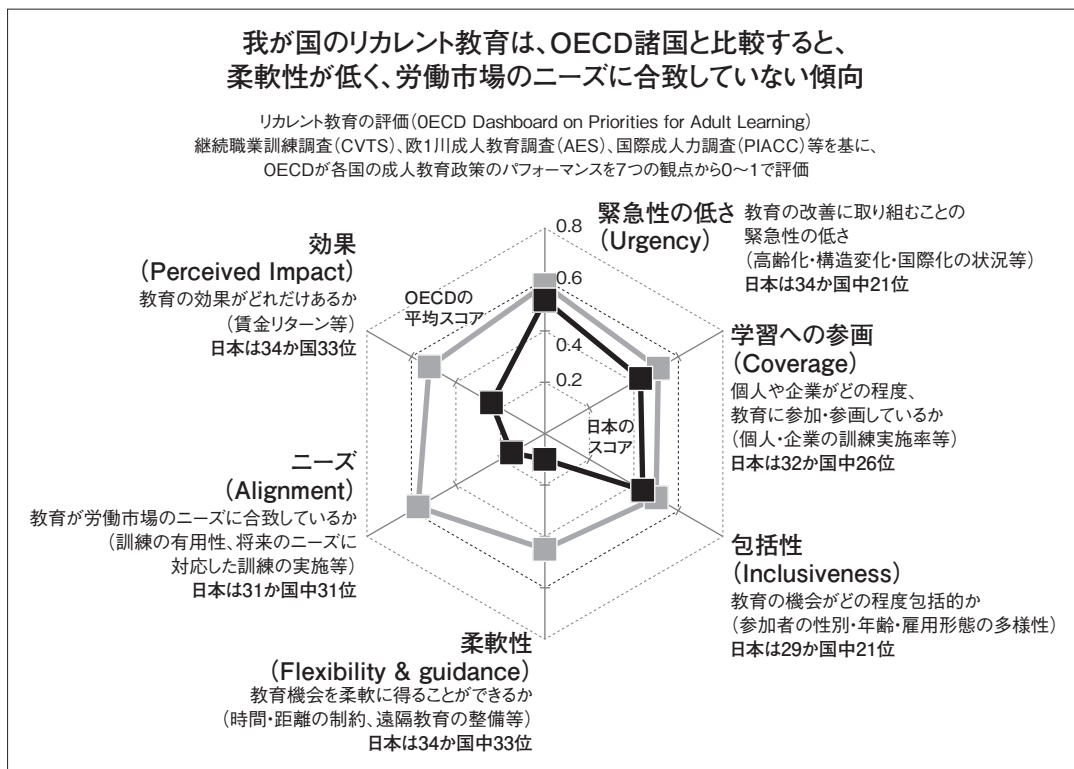 我が国のリカレント教育は、OECD諸国と比較すると、
柔軟性が低く、労働市場のニーズに合致していない傾向
リカレント教育の評価(0ECD Dashboard on Priorities for Adult Learning)
継続職業訓練調査(CVTS)、欧1川成人教育調査(AES)、国際成人力調査(PIACC)等を基に、
OECDが各国の成人教育政策のパフォーマンスを7つの観点から0〜1で評価
緊急性の低さ
(Urgency)
教育の改善に取り組むことの
緊急性の低さ
(高齢化・構造変化・国際化の状況等)
日本は34か国中21位
効果
(Perceived Impact)
教育の効果がどれだけあるか
(賃金リターン等)
日本は34か国33位
OECDの
平均スコア
0.8
0.6
0.4
0.2
日本の
スコア
学習への参画
(Coverage)
個人や企業がどの程度、
教育に参加・参画しているか
(個人・企業の訓練実施率等)
日本は32か国中26位
ニーズ
(Alignment)
教育が労働市場のニーズに合致しているか
(訓練の有用性、将来のニーズに
対応した訓練の実施等)
日本は31か国中31位
包括性
(Inclusiveness)
教育の機会がどの程度包括的か
(参加者の性別・年齢・雇用形態の多様性)
日本は29か国中21位
柔軟性
(Flexibility & guidance)
教育機会を柔軟に得ることができるか
(時間・距離の制約、遠隔教育の整備等)
日本は34か国中33位